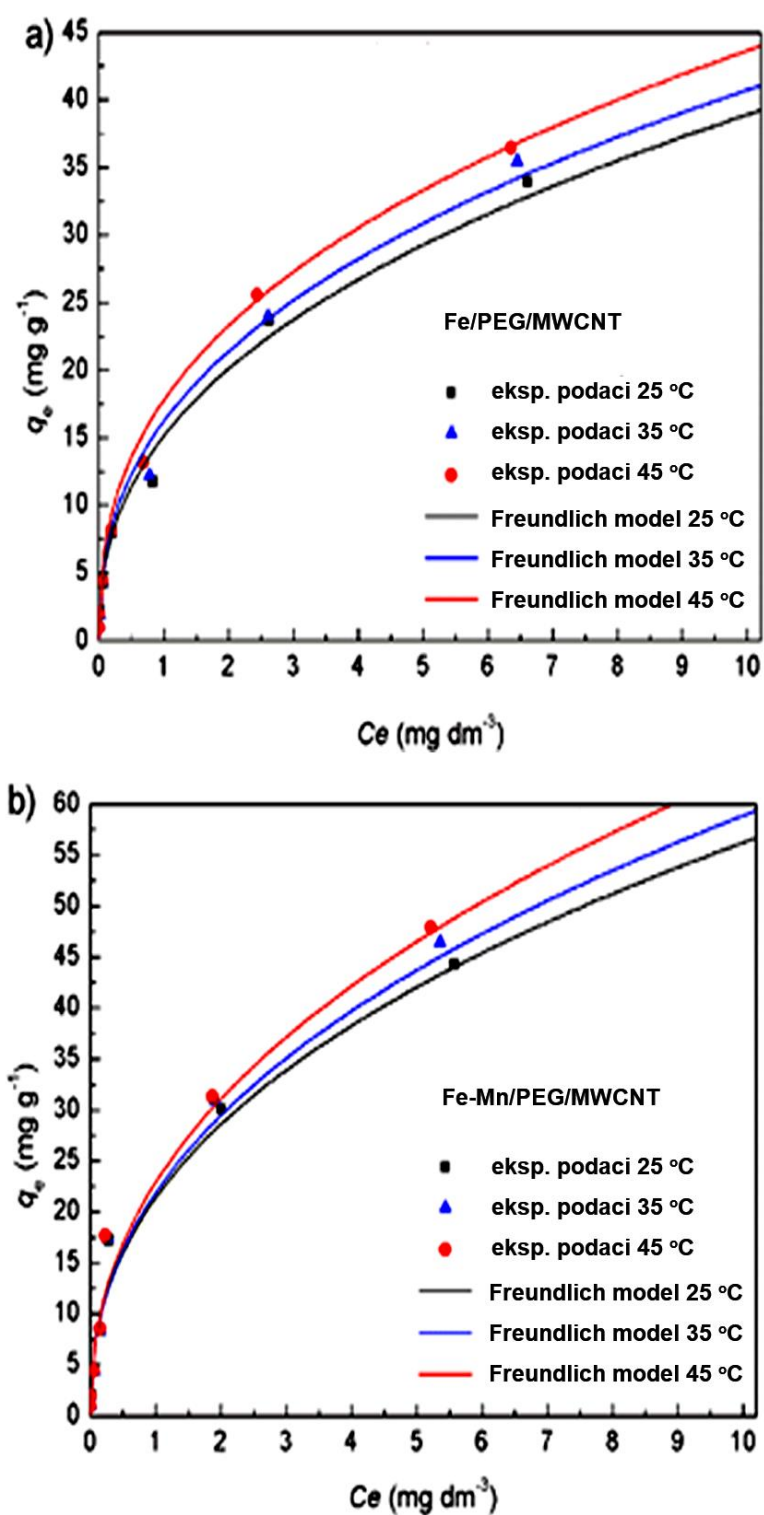 a)
45
40
35
30
25
20
15
10
5
0
qe (mg g-1)
Fe/PEG/MWCNT
eksp. podaci 25 oC
eksp. podaci 35 oC
eksp. podaci 45 oC
Freundlich model 25 oC
Freundlich model 35 oC
Freundlich model 45 oC
0 1 2 3 4 5 6 7 8 9 10
Ce (mg dm-3)
b)
60
55
50
45
40
35
30
25
20
15
10
5
0
qe (mg g-1)
Fe-Mn/PEG/MWCNT
eksp. podaci 25 oC
eksp. podaci 35 oC
eksp. podaci 45 oC
Freundlich model 25 oC
Freundlich model 35 oC
Freundlich model 45 oC
0 1 2 3 4 5 6 7 8 9 10
Ce (mg dm-3)